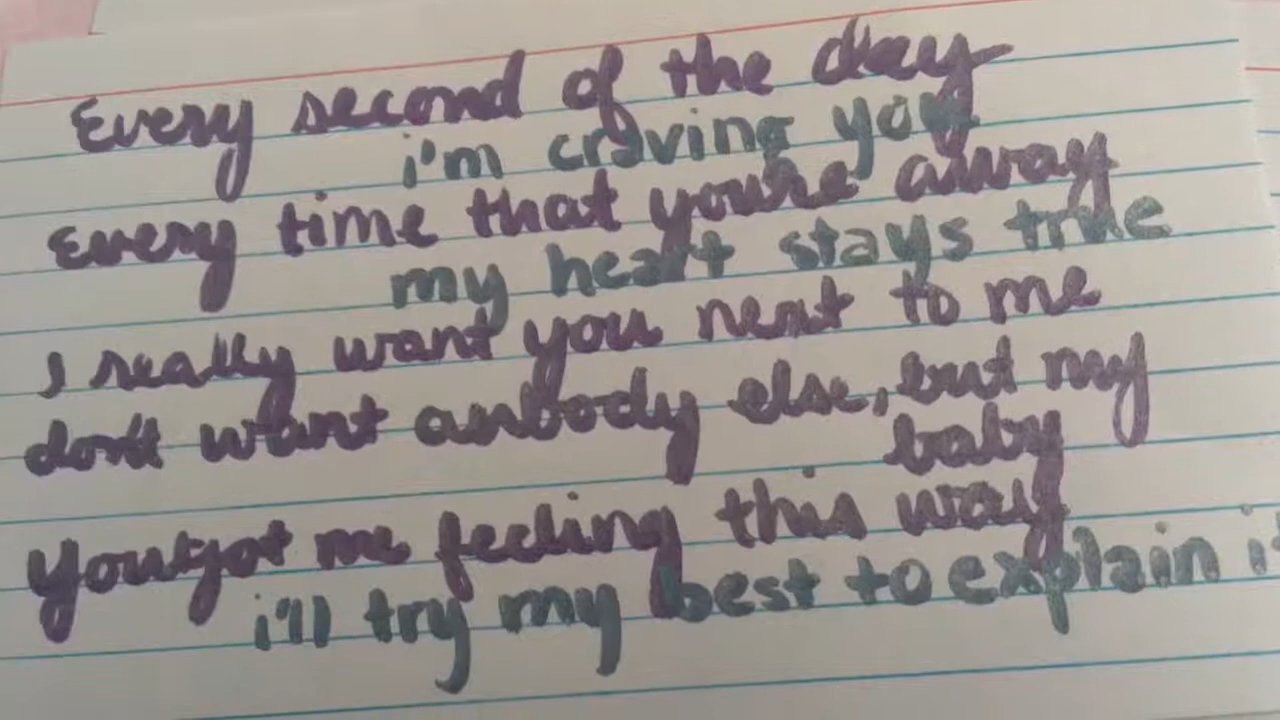 Every second of the day
i'm craving you
Every time that you're away
my heart stays true
I really want you next to me
don't want anbody else, but my
baby
You got me feeling this way
i'll try my best to explain it